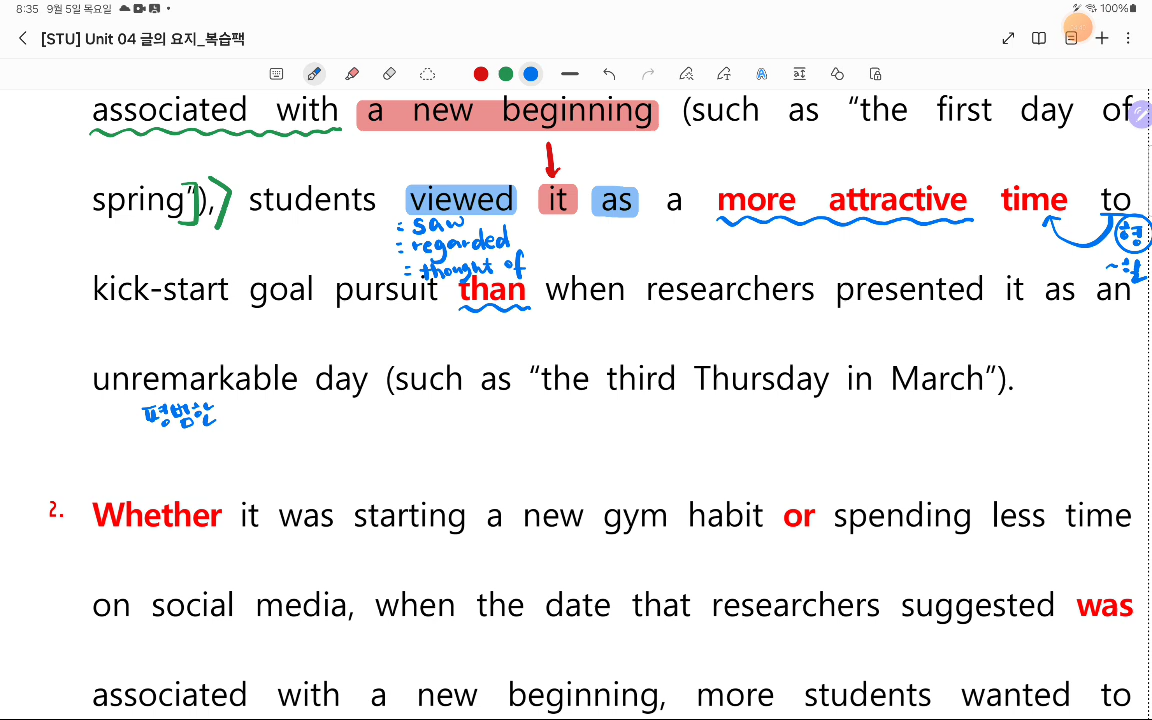 8:35 9월 5일 목요일 100%
[STU] Unit 04 글의 요지_복습팩
associated with a new beginning (such as “the first day of
spring”), students viewed it as a more attractive time to
= saw
= regarded
= thought of
형
~할
kick-start goal pursuit than when researchers presented it as an
unremarkable day (such as “the third Thursday in March”).
평범한
2. Whether it was starting a new gym habit or spending less time
on social media, when the date that researchers suggested was
associated with a new beginning, more students wanted to